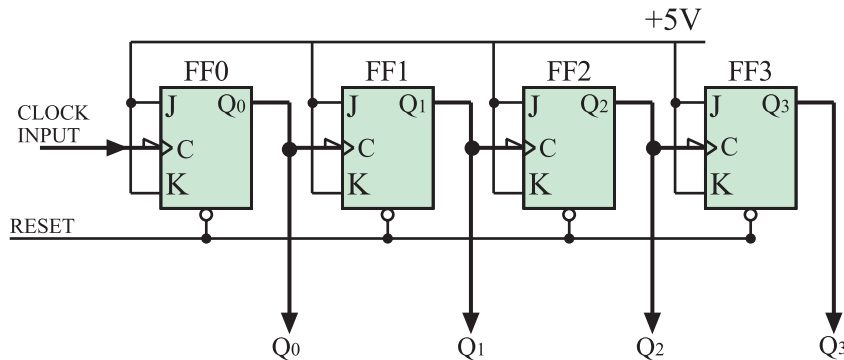 +5V
FF0 FF1 FF2 FF3
J Q0 J Q1 J Q2 J Q3
CLOCK
INPUT
C C C C
K K K K
RESET
Q0 Q1 Q2 Q3